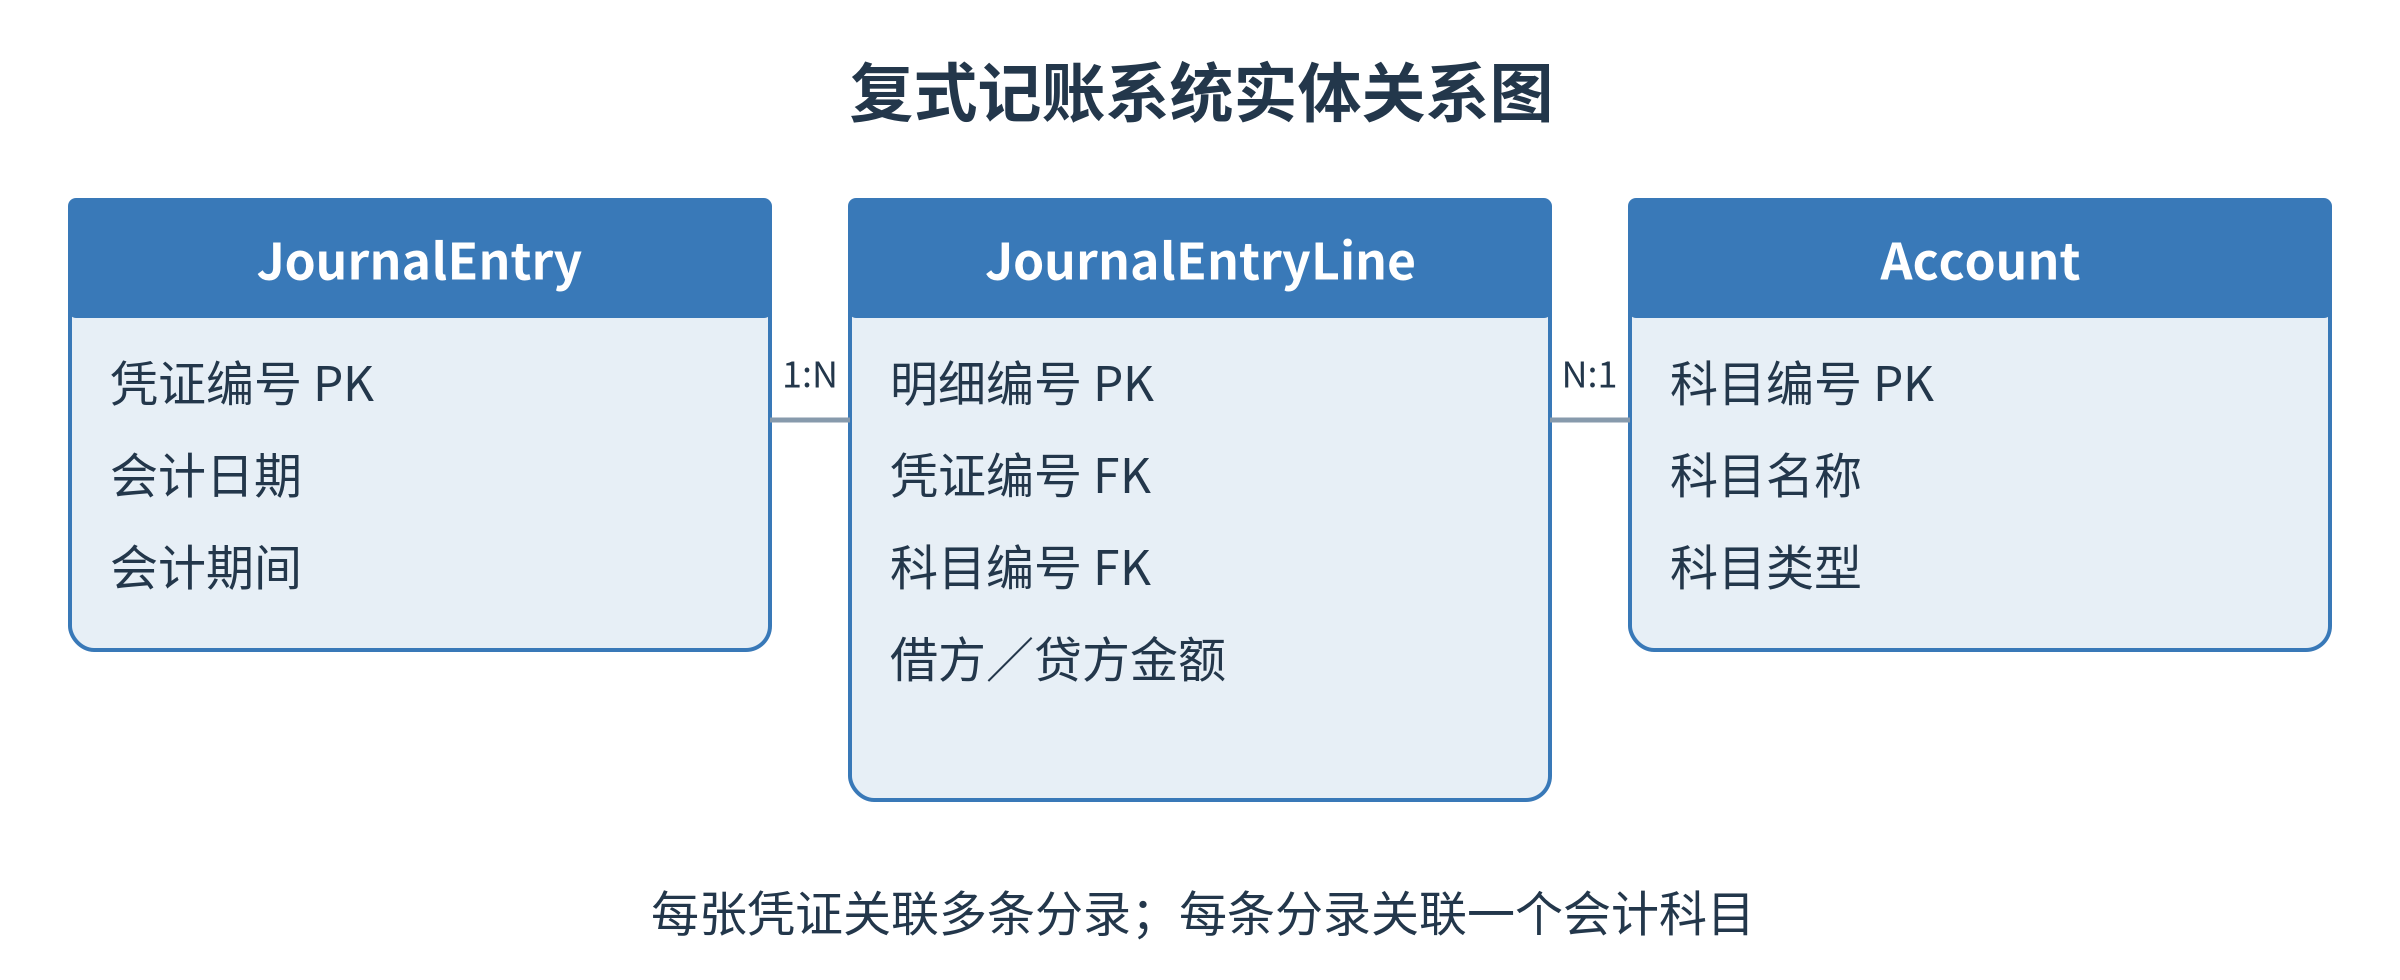 复式记账系统实体关系图
JournalEntry
凭证编号 PK
会计日期
会计期间
1:N
JournalEntryLine
明细编号 PK
凭证编号 FK
科目编号 FK
借方／贷方金额
N:1
Account
科目编号 PK
科目名称
科目类型
每张凭证关联多条分录；每条分录关联一个会计科目